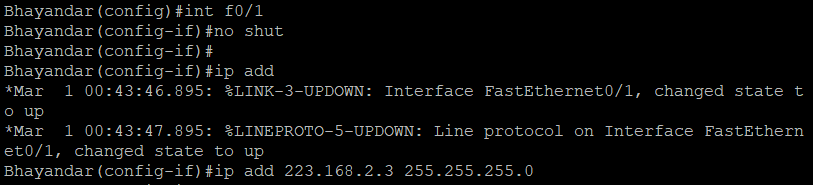 Bhayandar(config)#int f0/1
Bhayandar(config-if)#no shut
Bhayandar(config-if)#
Bhayandar(config-if)#ip add
*Mar  1 00:43:46.895: %LINK-3-UPDOWN: Interface FastEthernet0/1, changed state t
o up
*Mar  1 00:43:47.895: %LINEPROTO-5-UPDOWN: Line protocol on Interface FastEthern
et0/1, changed state to up
Bhayandar(config-if)#ip add 223.168.2.3 255.255.255.0